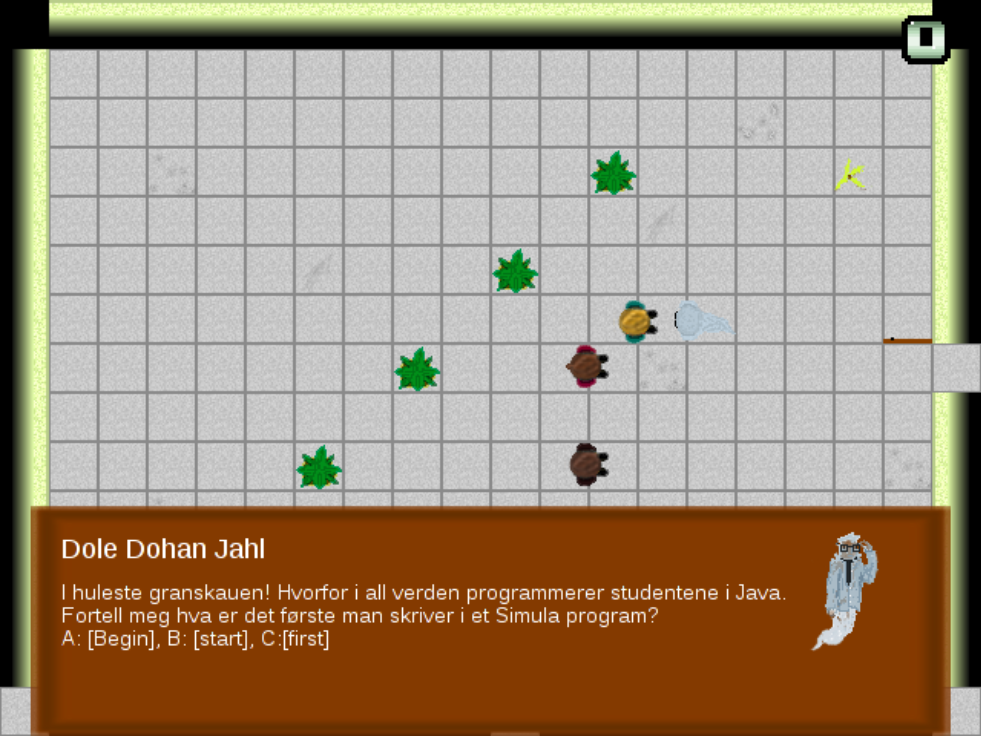 Dole Dohan Jahl
I huleste granskauen! Hvorfor i all verden programmerer studentene i Java.
Fortell meg hva er det første man skriver i et Simula program?
A: [Begin], B: [start], C:[first]